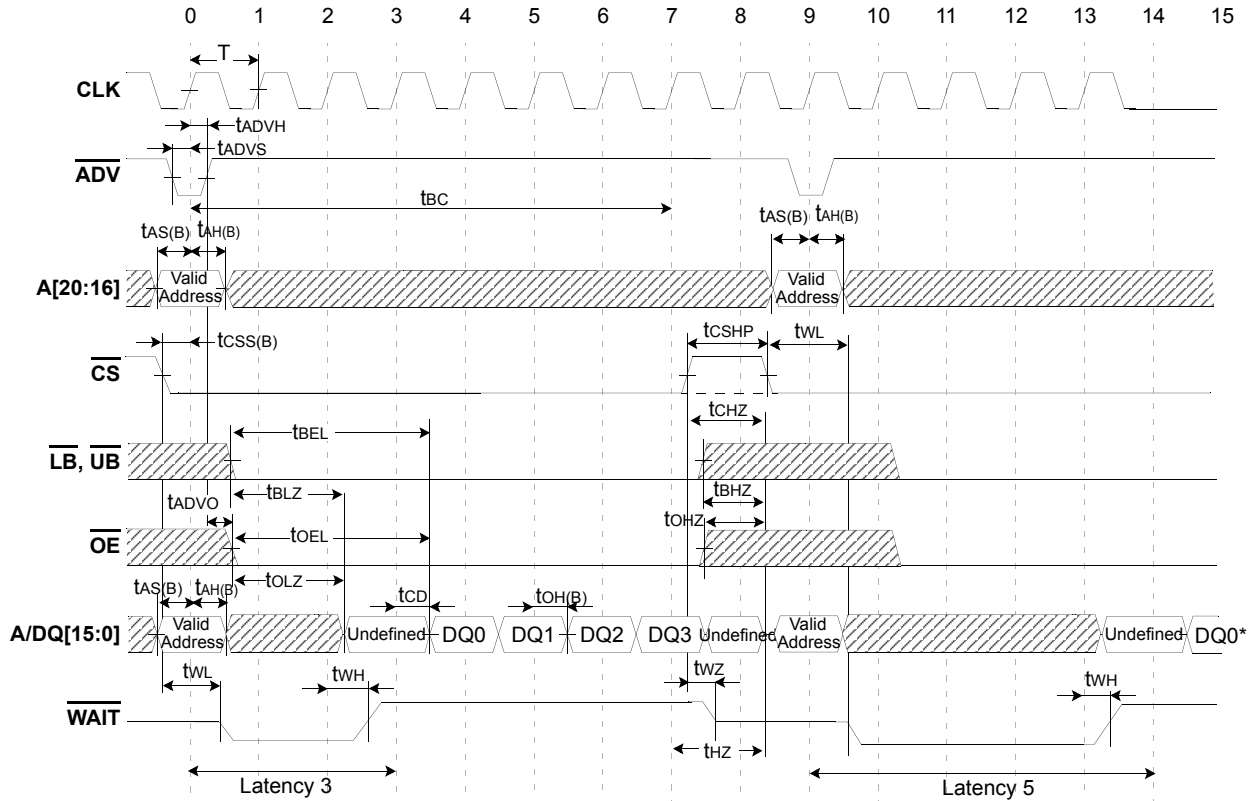 0 1 2 3 4 5 6 7 8 9 10 11 12 13 14 15
T
CLK
tADVH
tADVS
ADV
tBC
tAS(B) tAH(B) tAS(B) tAH(B)
A[20:16] Valid Address Valid Address
tCSS(B) tCSHP tWL
CS
tCHZ
tBEL
LB, UB
tBLZ tBHZ
tADVO
tOEL tOHZ
OE
tOLZ
tAS(B) tAH(B) tCD tOH(B)
A/DQ[15:0] Valid Address Undefined DQ0 DQ1 DQ2 DQ3 Undefined Valid Address Undefined DQ0*
tWL tWH tWZ tWH
WAIT
tHZ
Latency 3 Latency 5